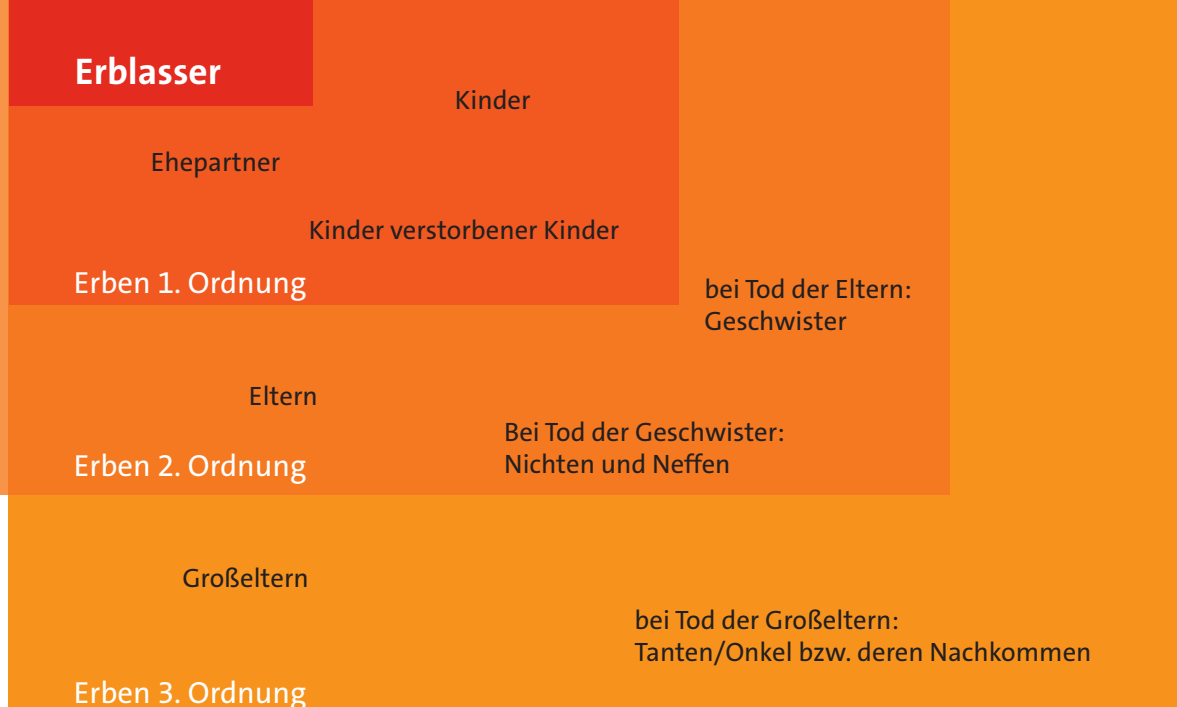 Erblasser
Kinder
Ehepartner
Kinder verstorbener Kinder
Erben 1. Ordnung
bei Tod der Eltern:
Geschwister
Eltern
Bei Tod der Geschwister:
Nichten und Neffen
Erben 2. Ordnung
Großeltern
bei Tod der Großeltern:
Tanten/Onkel bzw. deren Nachkommen
Erben 3. Ordnung